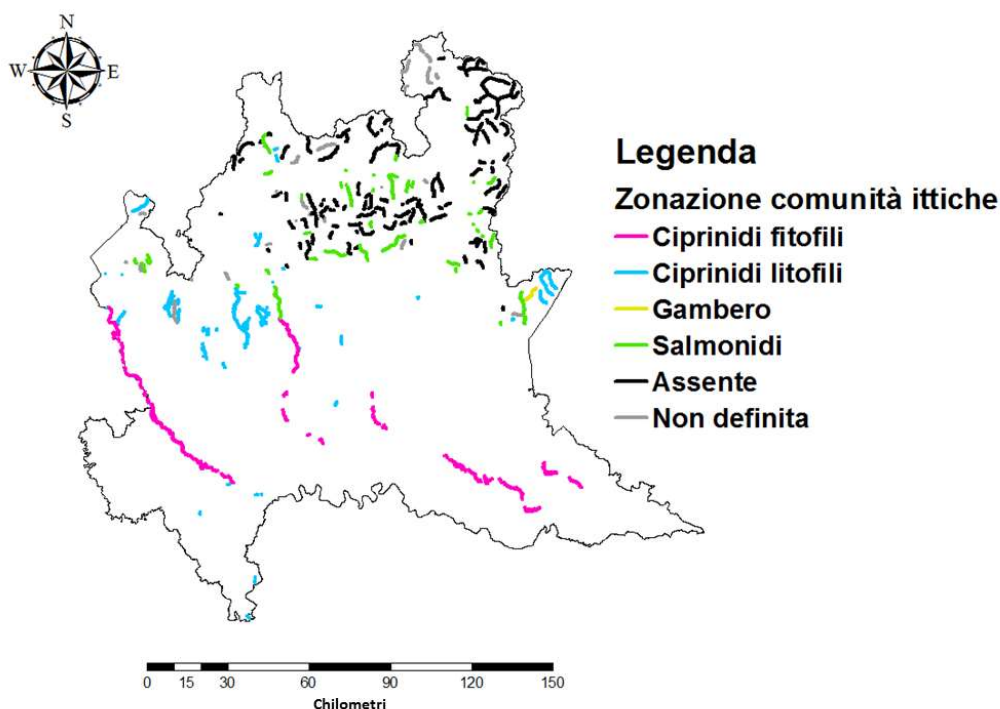 N
W E
S
Legenda
Zonazione comunità ittiche
Ciprinidi fitofili
Ciprinidi litofili
Gambero
Salmonidi
Assente
Non definita
0 15 30 60 90 120 150
Chilometri